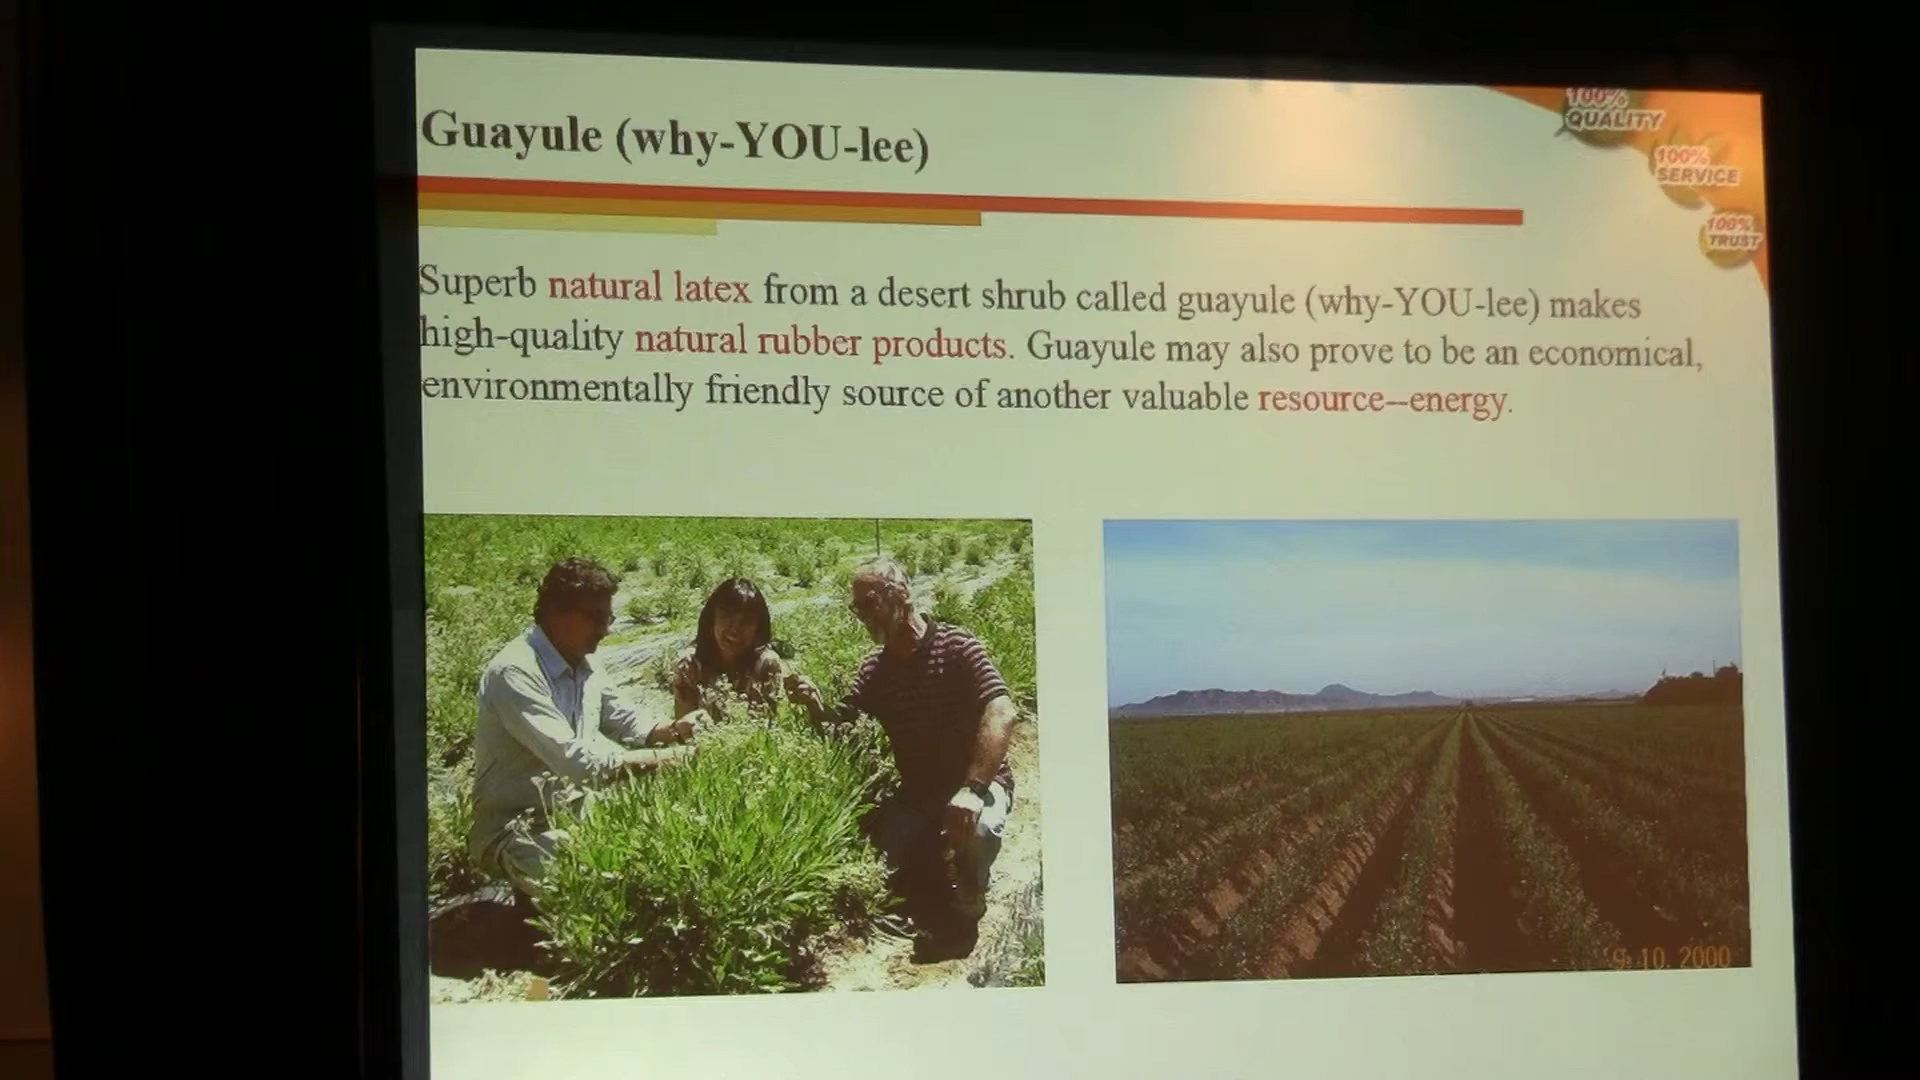 Guayule (why-YOU-lee)
100%
QUALITY
100%
SERVICE
100%
TRUST
Superb natural latex from a desert shrub called guayule (why-YOU-lee) makes
high-quality natural rubber products. Guayule may also prove to be an economical,
environmentally friendly source of another valuable resource--energy.
9. 10. 2000